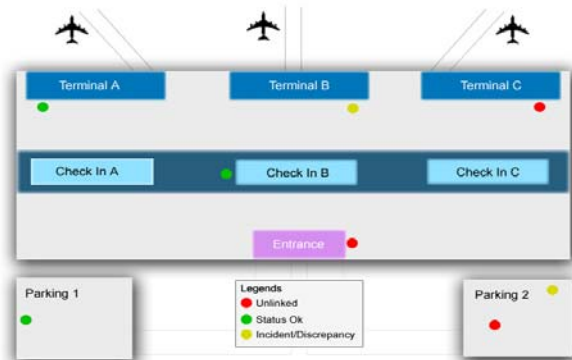 Terminal A
Terminal B
Terminal C
Check In A
Check In B
Check In C
Entrance
Parking 1
Legends
Unlinked
Status Ok
Incident/Discrepancy
Parking 2